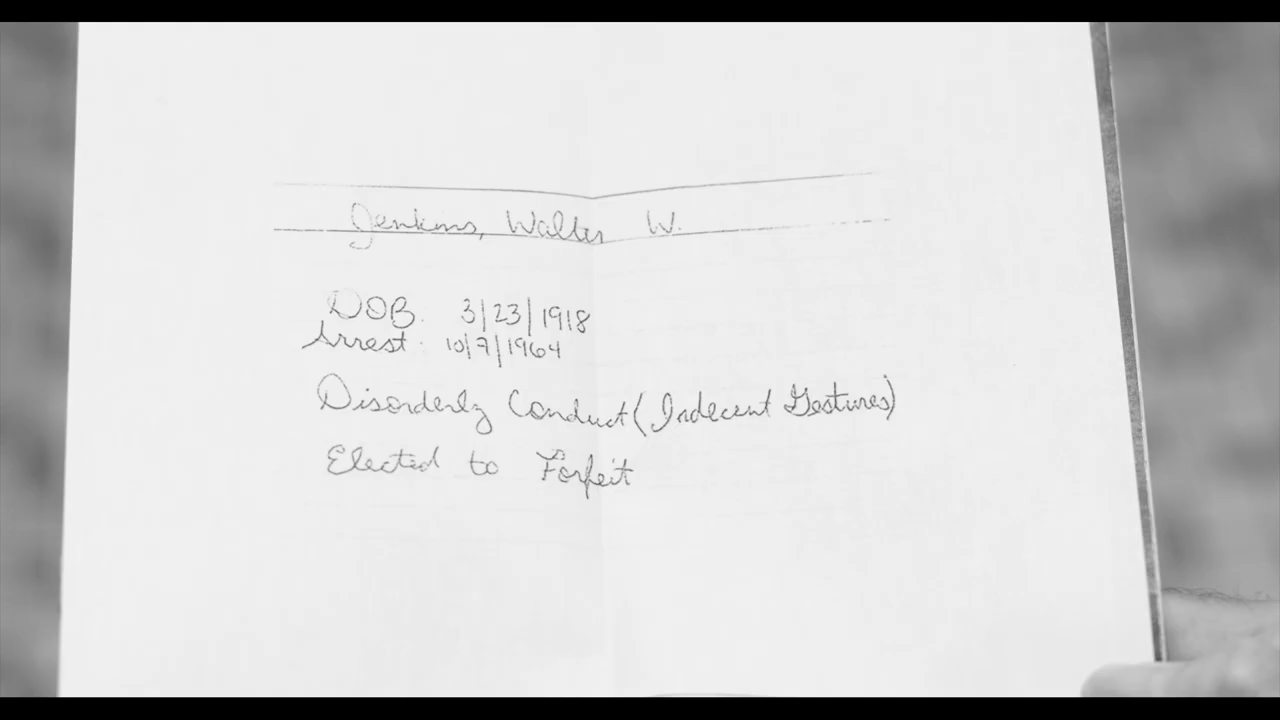 Jenkins, Walter W.
DOB. 3/23/1918
Arrest: 10/7/1964
Disorderly Conduct (Indecent Gestures)
Elected to Forfeit